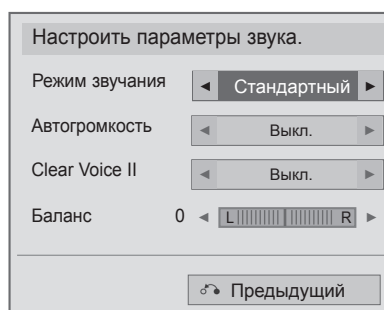 Настроить параметры звука.
Режим звучания ◄ Стандартный ►
Автогромкость ◄ Выкл. ►
Clear Voice II ◄ Выкл. ►
Баланс 0 ◄ L R ►
Предыдущий